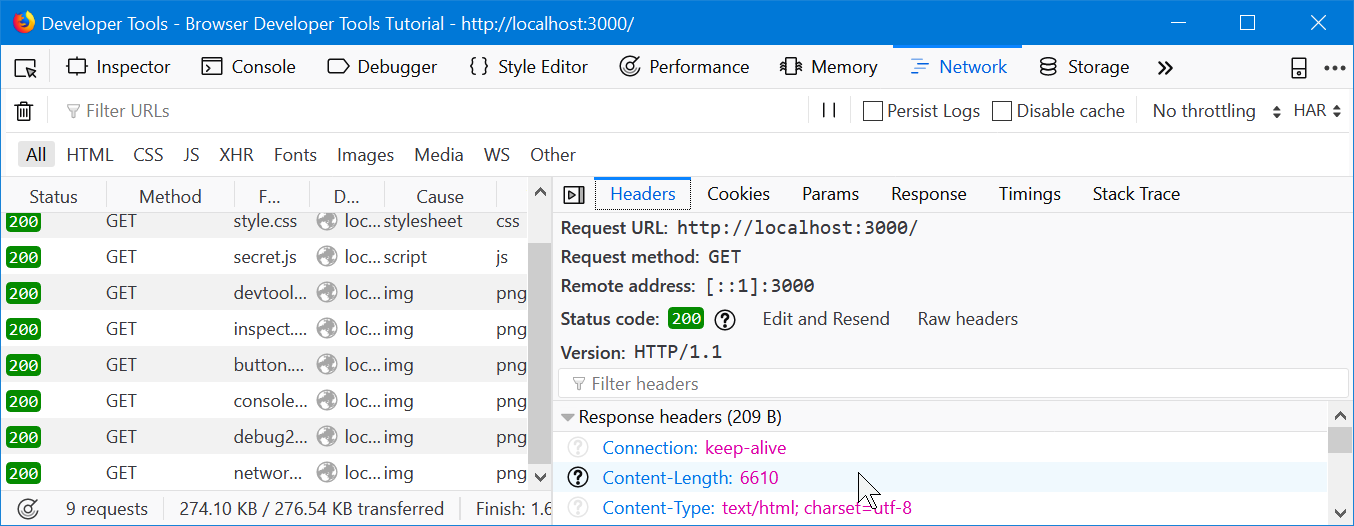 Developer Tools - Browser Developer Tools Tutorial - http://localhost:3000/
Inspector Console Debugger { } Style Editor Performance Memory Network Storage
Filter URLs Persist Logs Disable cache No throttling HAR
All HTML CSS JS XHR Fonts Images Media WS Other
Status Method F... D... Cause
200 GET style.css loc... stylesheet css
200 GET secret.js loc... script js
200 GET devtool... loc... img png
200 GET inspect.... loc... img png
200 GET button.... loc... img png
200 GET console... loc... img png
200 GET debug2... loc... img png
200 GET networ... loc... img png
9 requests 274.10 KB / 276.54 KB transferred Finish: 1.6
Headers Cookies Params Response Timings Stack Trace
Request URL: http://localhost:3000/
Request method: GET
Remote address: [::1]:3000
Status code: 200 ? Edit and Resend Raw headers
Version: HTTP/1.1
Filter headers
Response headers (209 B)
? Connection: keep-alive
? Content-Length: 6610
? Content-Type: text/html; charset=utf-8